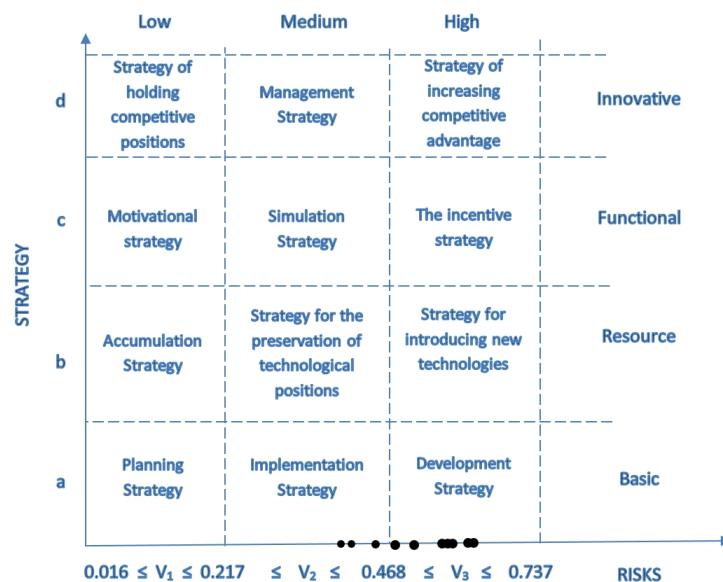 Low Medium High
d
Strategy of
holding
competitive
positions
Management
Strategy
Strategy of
increasing
competitive
advantage
Innovative
c
Motivational
strategy
Simulation
Strategy
The incentive
strategy
Functional
STRATEGY
b
Accumulation
Strategy
Strategy for the
preservation of
technological
positions
Strategy for
introducing new
technologies
Resource
a
Planning
Strategy
Implementation
Strategy
Development
Strategy
Basic
0.016 ≤ V₁ ≤ 0.217 ≤ V₂ ≤ 0.468 ≤ V₃ ≤ 0.737 RISKS